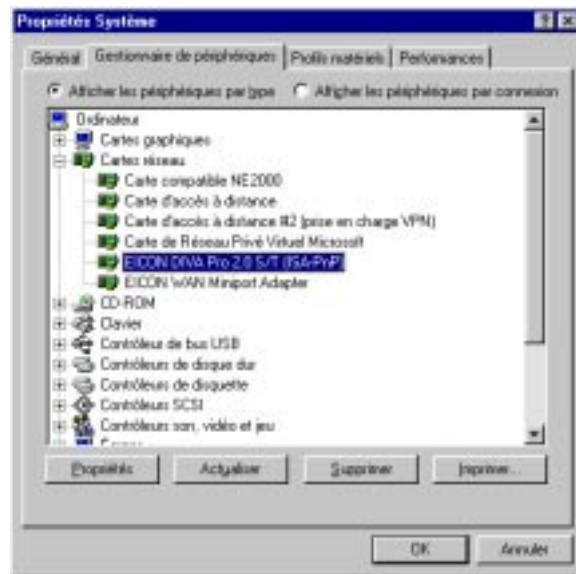 Propriétés Système
Général Gestionnaire de périphériques Profils matériels Performances
Afficher les périphériques par type Afficher les périphériques par connexion
Ordinateur
Cartes graphiques
Cartes réseau
Carte compatible NE2000
Carte d'accès à distance
Carte d'accès à distance #2 (prise en charge VPN)
Carte de Réseau Privé Virtuel Microsoft
EICON DIVA Pro 2.0 S/T (ISA-PnP)
EICON WAN Miniport Adapter
CD-ROM
Clavier
Contrôleur de bus USB
Contrôleurs de disque dur
Contrôleurs de disquette
Contrôleurs SCSI
Contrôleurs son, vidéo et jeu
Propriétés Actualiser Supprimer Imprimer...
OK Annuler